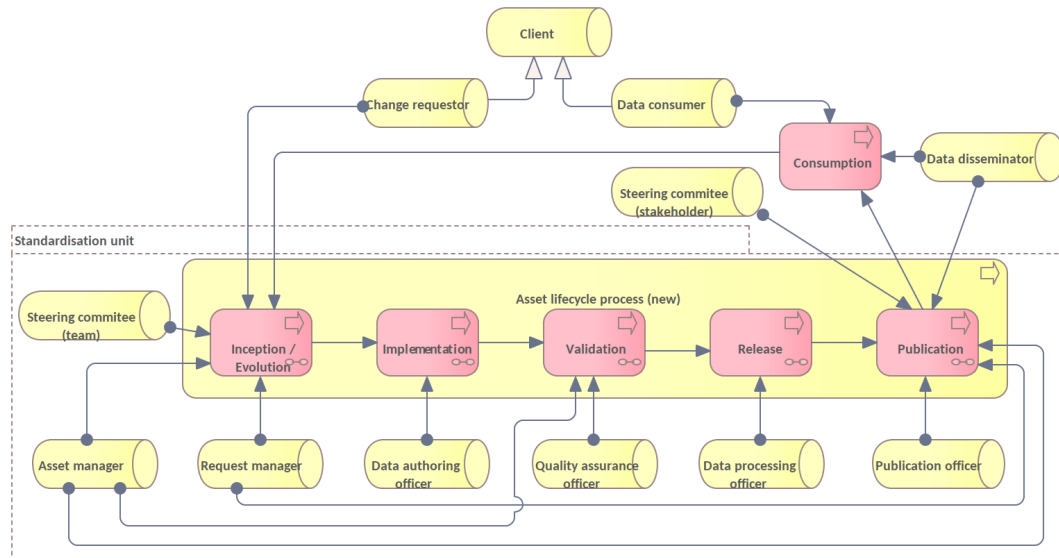 Client
Change requestor
Data consumer
Consumption
Data disseminator
Steering commitee
(stakeholder)
Standardisation unit
Asset lifecycle process (new)
Steering commitee
(team)
Inception /
Evolution
Implementation
Validation
Release
Publication
Asset manager
Request manager
Data authoring
officer
Quality assurance
officer
Data processing
officer
Publication officer